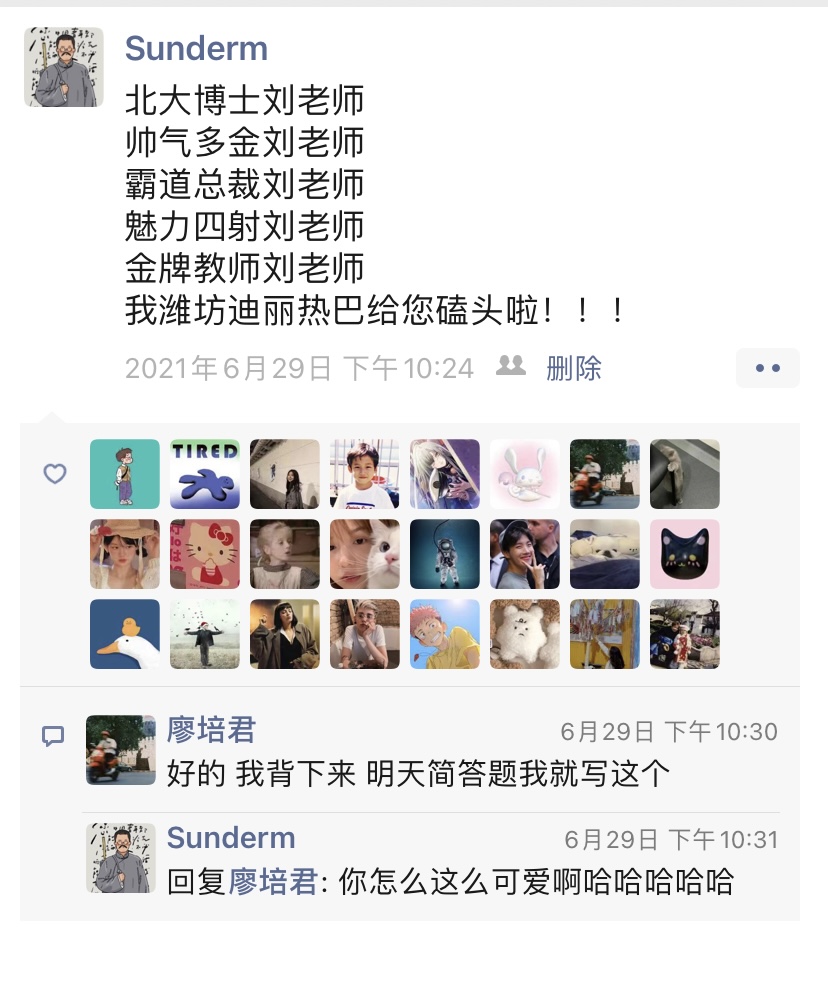 Sunderm
北大博士刘老师
帅气多金刘老师
霸道总裁刘老师
魅力四射刘老师
金牌教师刘老师
我潍坊迪丽热巴给您磕头啦！！！
2021年6月29日 下午10:24 删除
TIRED
廖培君 6月29日 下午10:30
好的 我背下来 明天简答题我就写这个
Sunderm 6月29日 下午10:31
回复廖培君: 你怎么这么可爱啊哈哈哈哈哈